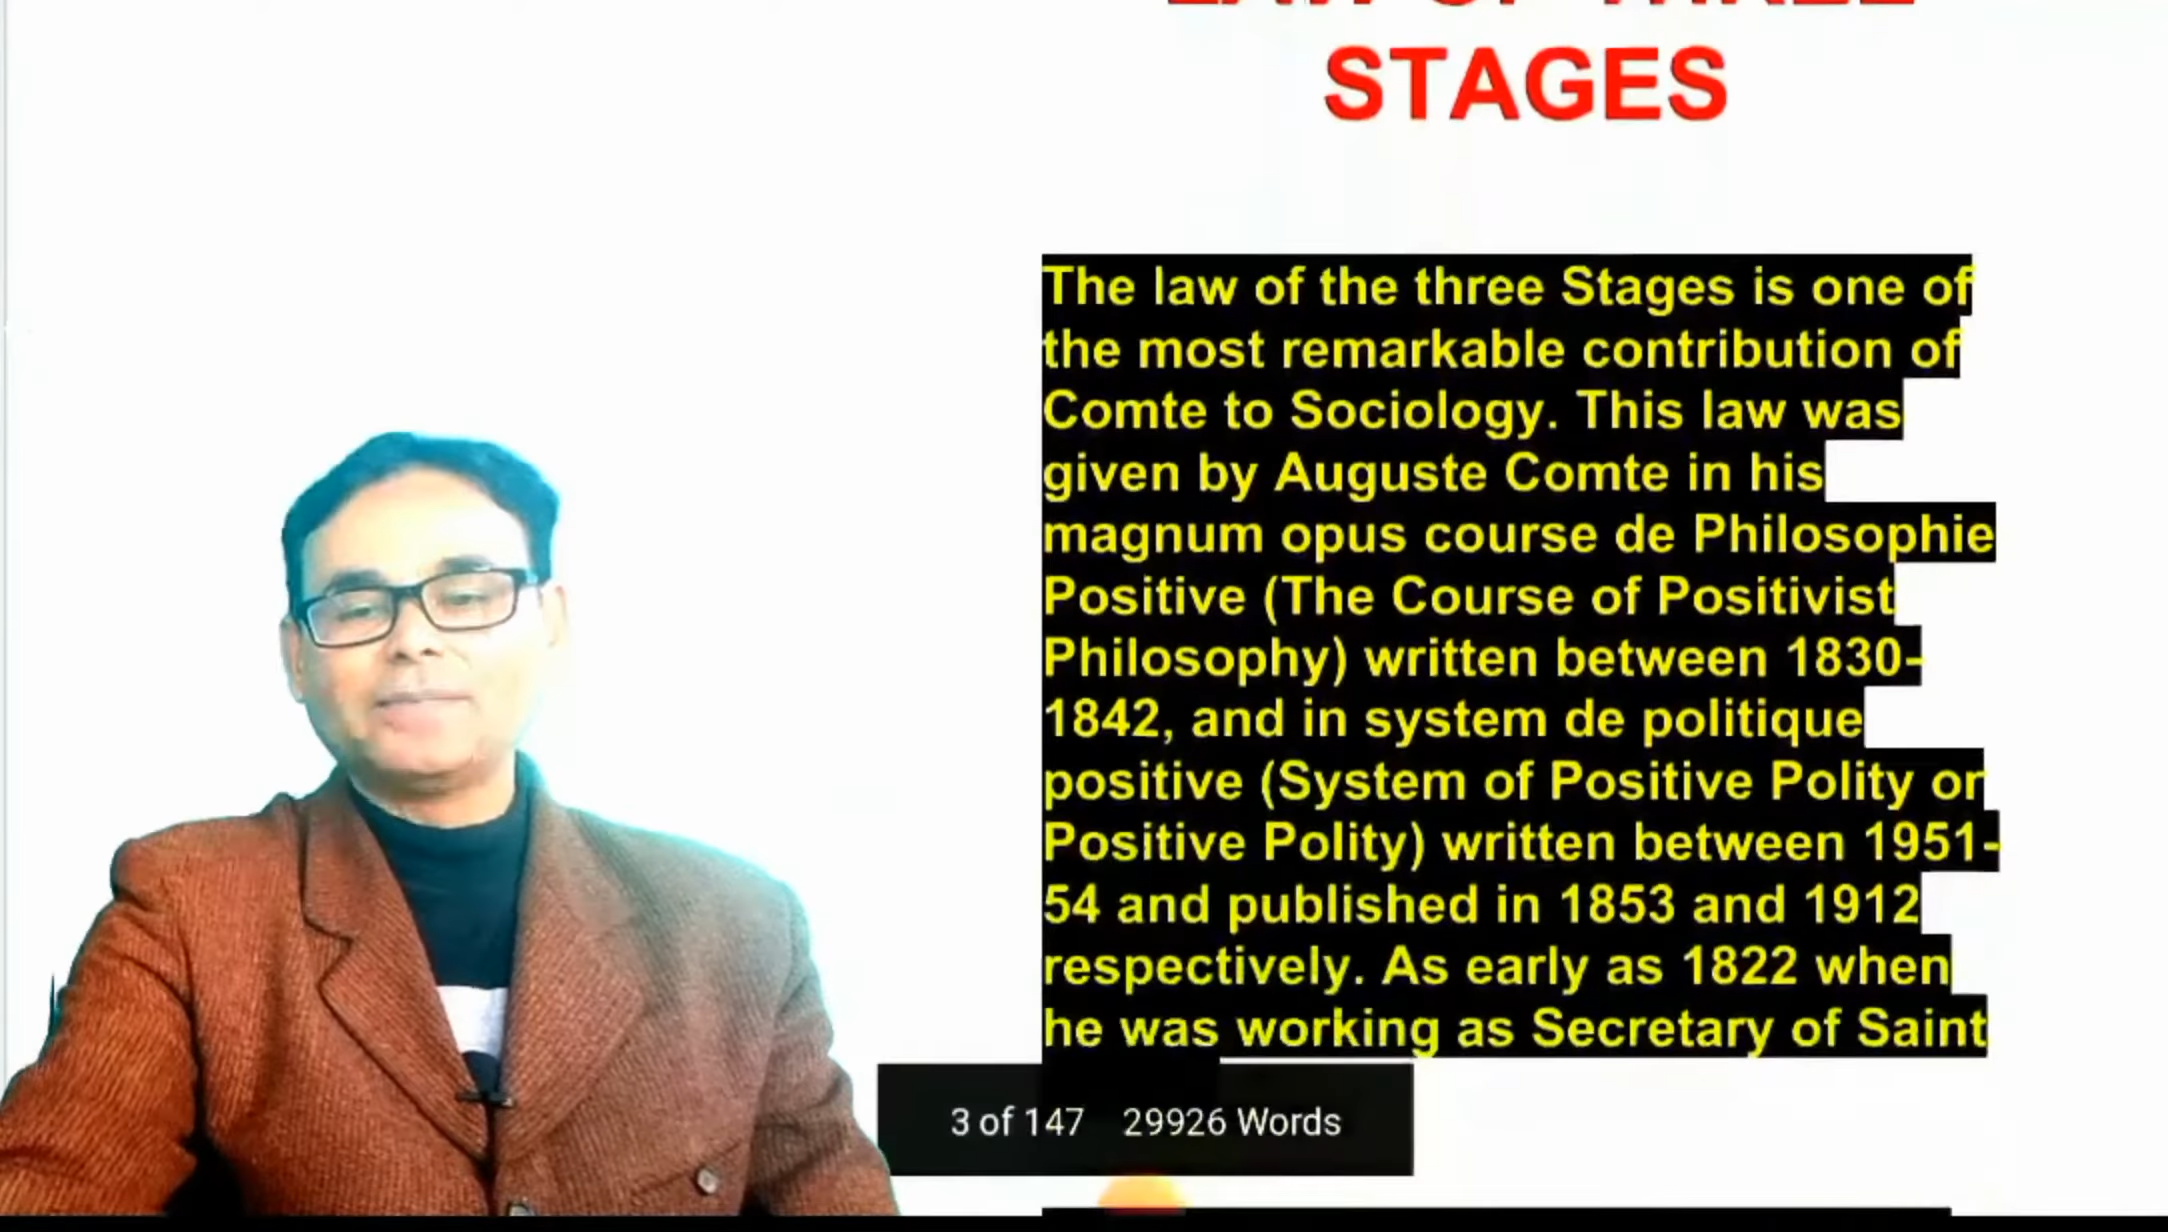 LAW OF THREE
STAGES
The law of the three Stages is one of
the most remarkable contribution of
Comte to Sociology. This law was
given by Auguste Comte in his
magnum opus course de Philosophie
Positive (The Course of Positivist
Philosophy) written between 1830-
1842, and in system de politique
positive (System of Positive Polity or
Positive Polity) written between 1951-
54 and published in 1853 and 1912
respectively. As early as 1822 when
he was working as Secretary of Saint
3 of 147 29926 Words